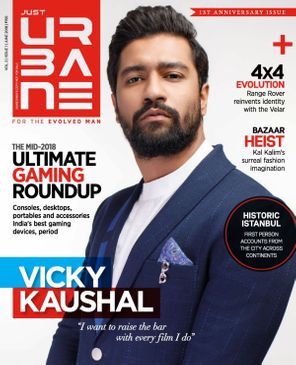 JUST
URBANE
1ST ANNIVERSARY ISSUE
FOR THE EVOLVED MAN
+
4x4
EVOLUTION
Range Rover
reinvents identity
with the Velar
BAZAAR
HEIST
Kal Kalim's
surreal fashion
imagination
THE MID-2018
ULTIMATE
GAMING
ROUNDUP
Consoles, desktops,
portables and accessories
India's best gaming
devices, period
HISTORIC
ISTANBUL
FIRST PERSON
ACCOUNTS FROM
THE CITY ACROSS
CONTINENTS
VICKY
KAUSHAL
"I want to raise the bar
with every film I do"